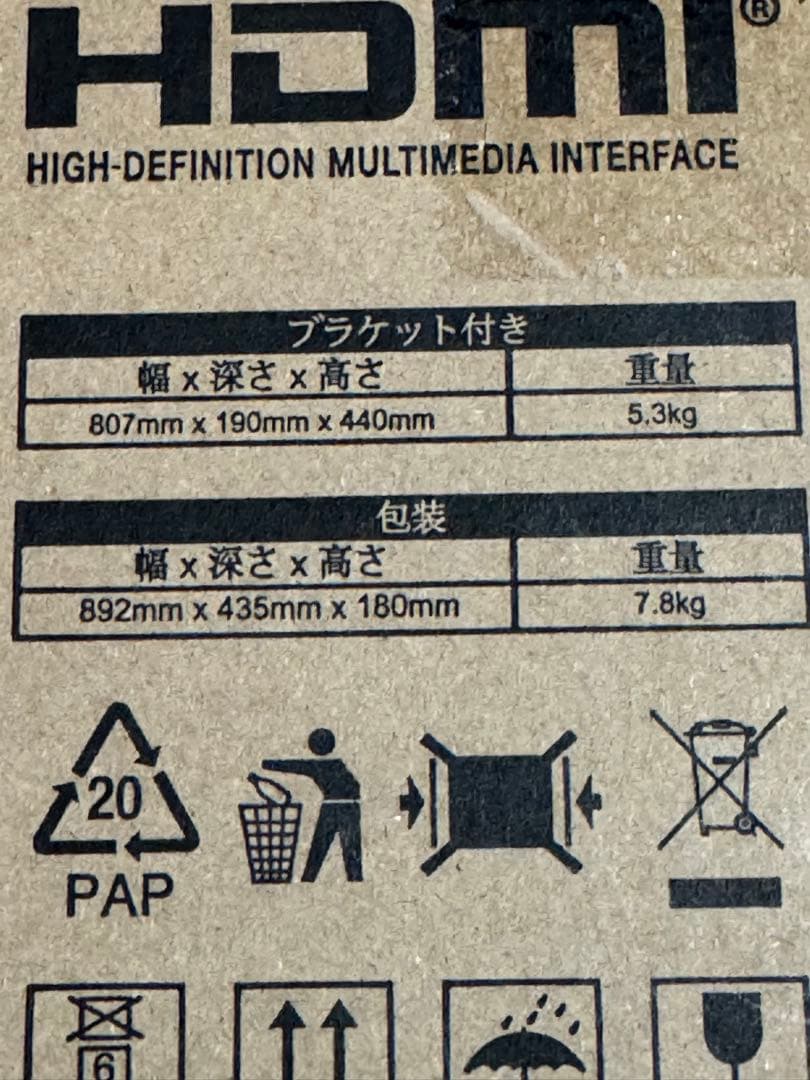 HDMI®
HIGH-DEFINITION MULTIMEDIA INTERFACE
ブラケット付き
幅 x 深さ x 高さ 重量
807mm x 190mm x 440mm 5.3kg
包装
幅 x 深さ x 高さ 重量
892mm x 435mm x 180mm 7.8kg
20
PAP
6